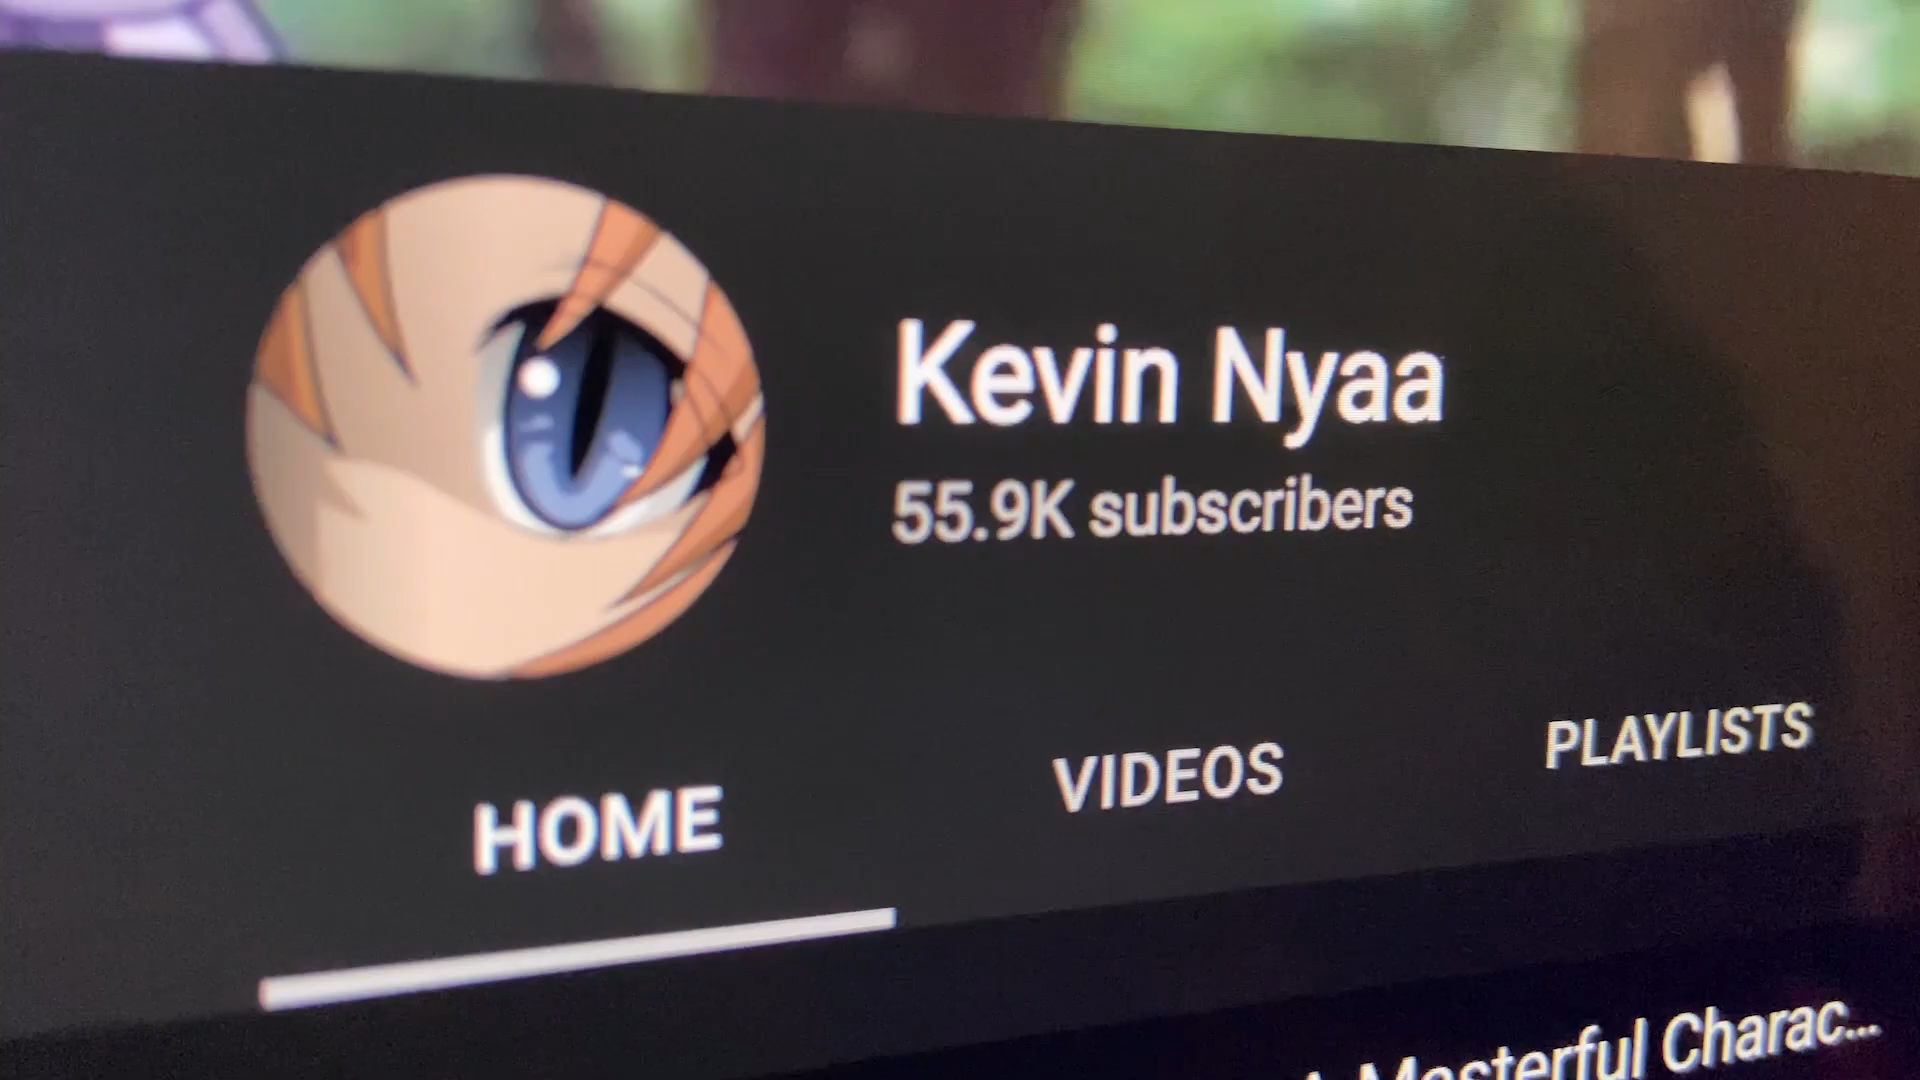 Kevin Nyaa
55.9K subscribers
HOME VIDEOS PLAYLISTS
A Masterful Charac...